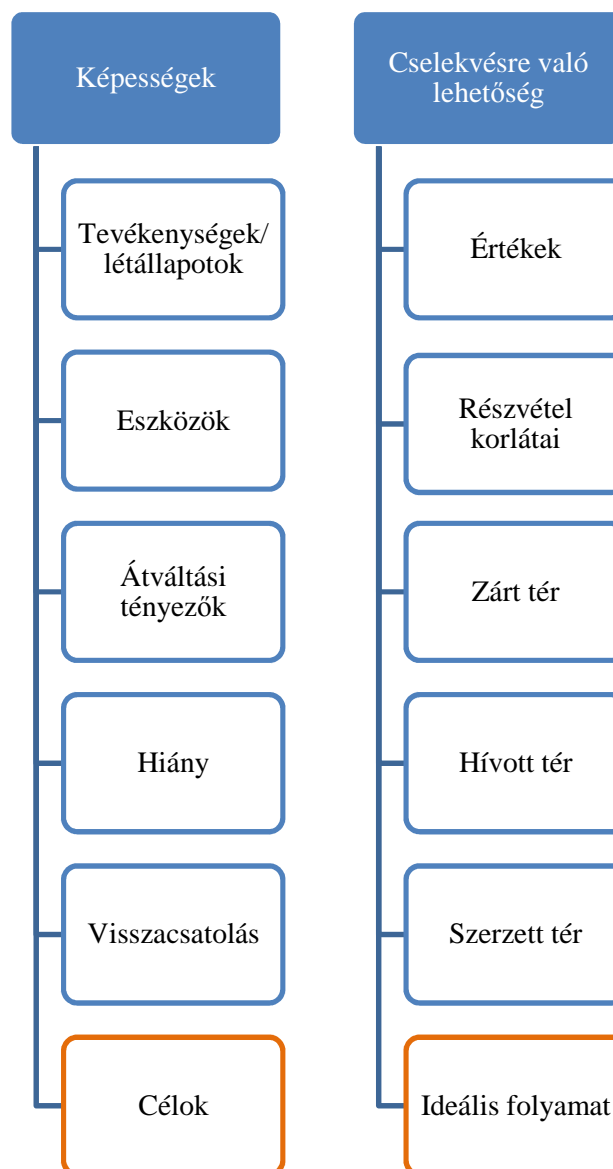 Képességek
Tevékenységek/
létállapotok
Eszközök
Átváltási
tényezők
Hiány
Visszacsatolás
Célok
Cselekvésre való
lehetőség
Értékek
Részvétel
korlátai
Zárt tér
Hívott tér
Szerzett tér
Ideális folyamat